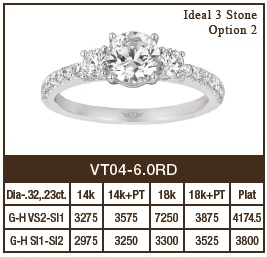 Ideal 3 Stone
Option 2
VT04-6.0RD
Dia-.32,.23ct. 14k 14k+PT 18k 18k+PT Plat
G-H VS2-SI1 3275 3575 7250 3875 4174.5
G-H SI1-SI2 2975 3250 3300 3525 3800